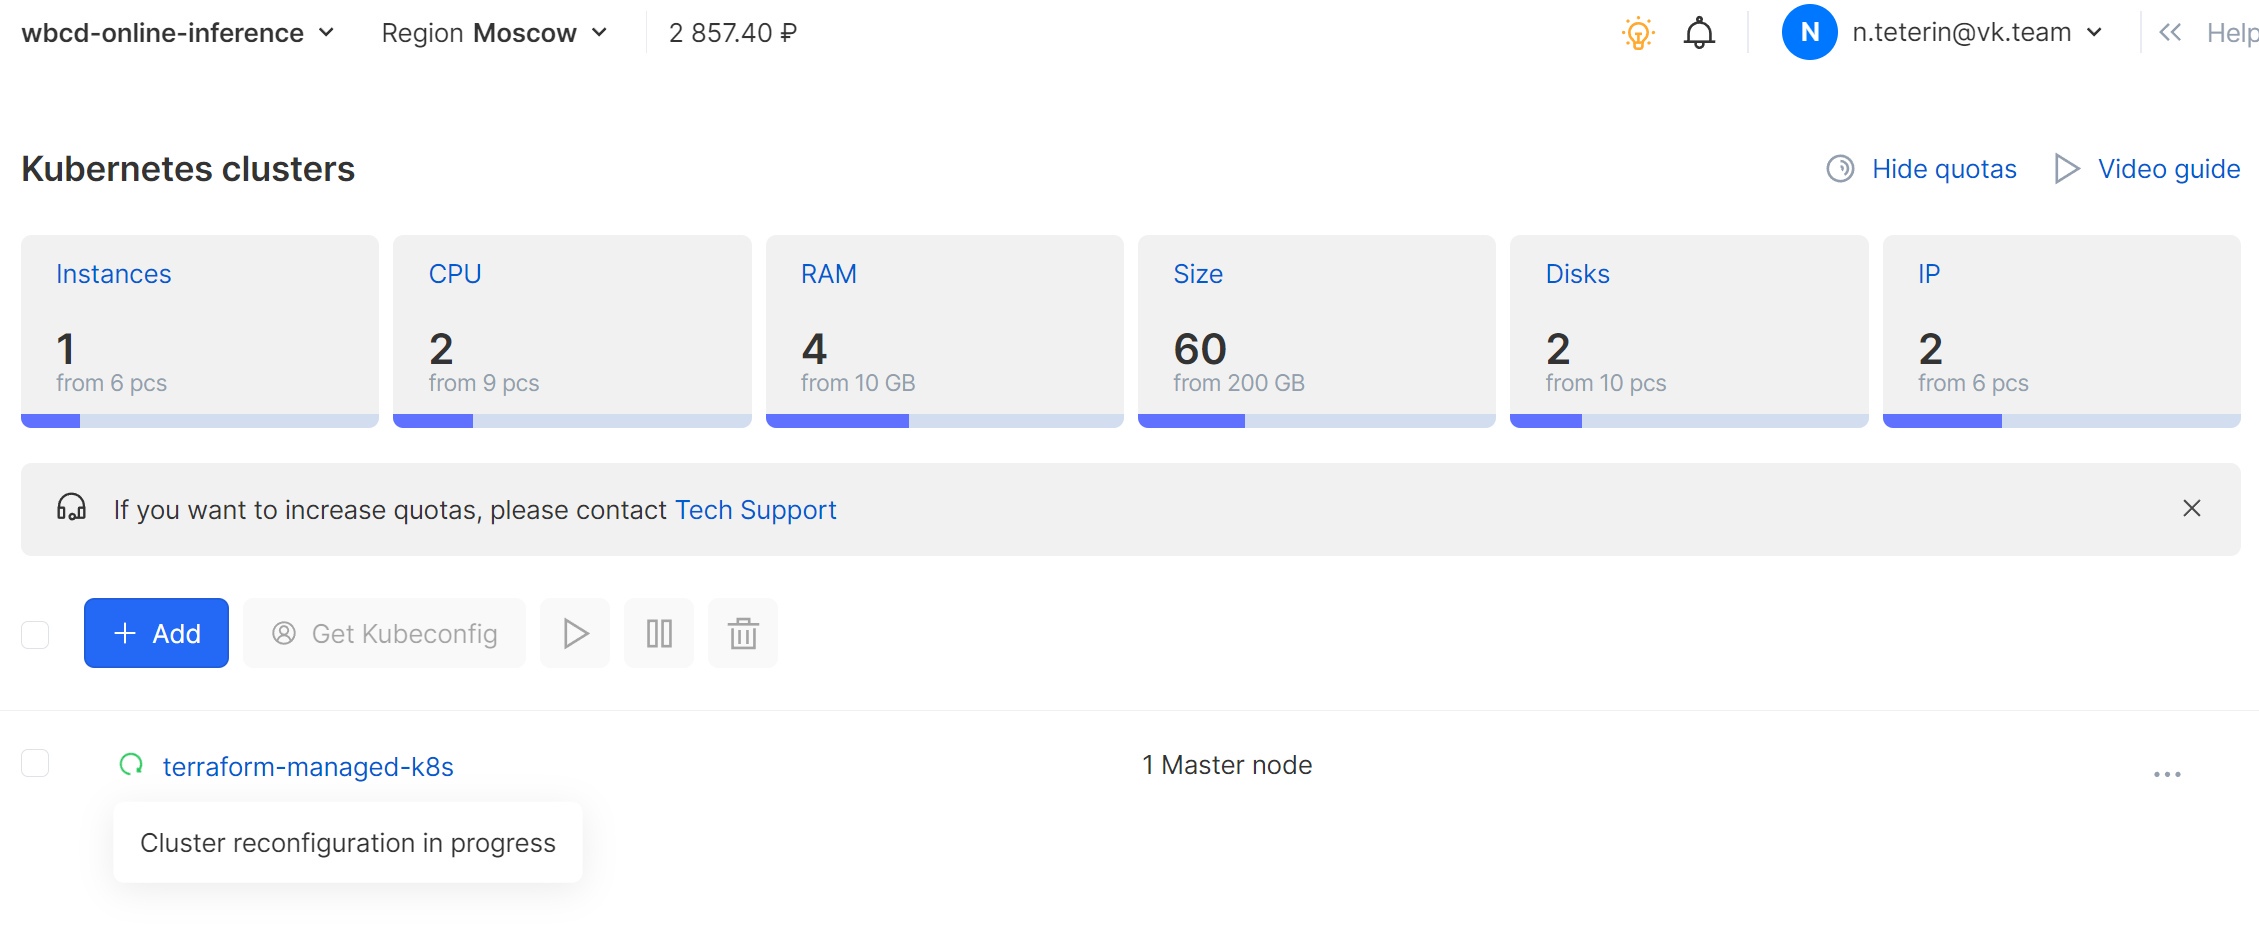 wbcd-online-inference Region Moscow 2 857.40 ₽ N n.teterin@vk.team Help
Kubernetes clusters Hide quotas Video guide
Instances CPU RAM Size Disks IP
1 2 4 60 2 2
from 6 pcs from 9 pcs from 10 GB from 200 GB from 10 pcs from 6 pcs
If you want to increase quotas, please contact Tech Support
Add Get Kubeconfig
terraform-managed-k8s 1 Master node
Cluster reconfiguration in progress